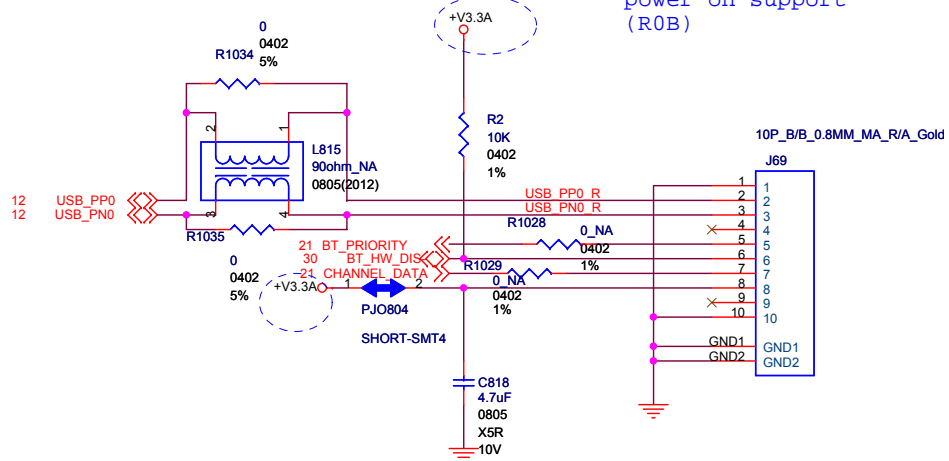 power on support
(R0B)
+V3.3A
0
0402
5%
R1034
R2
10K
0402
1%
10P_B/B_0.8MM_MA_R/A_Gold
J69
2
1
L815
90ohm_NA
0805(2012)
3
4
12 USB_PP0
12 USB_PN0
USB_PP0_R
USB_PN0_R
R1035
0
0402
5%
R1028
0_NA
0402
1%
21 BT_PRIORITY
30 BT_HW_DIS
21 CHANNEL_DATA
R1029
0_NA
0402
1%
+V3.3A
1
2
PJO804
SHORT-SMT4
C818
4.7uF
0805
X5R
10V
1 1
2 2
3 3
4 4
5 5
6 6
7 7
8 8
9 9
10 10
GND1 GND1
GND2 GND2